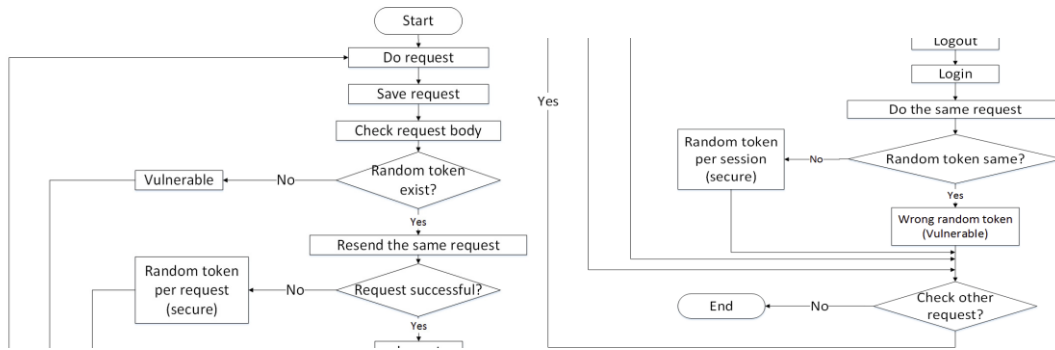 Start
Do request
Save request
Check request body
Random token
exist?
No
Vulnerable
Yes
Resend the same request
Request successful?
No
Random token
per request
(secure)
Yes
Yes
Logout
Login
Do the same request
Random token same?
No
Random token
per session
(secure)
Yes
Wrong random token
(Vulnerable)
Check other
request?
No
End